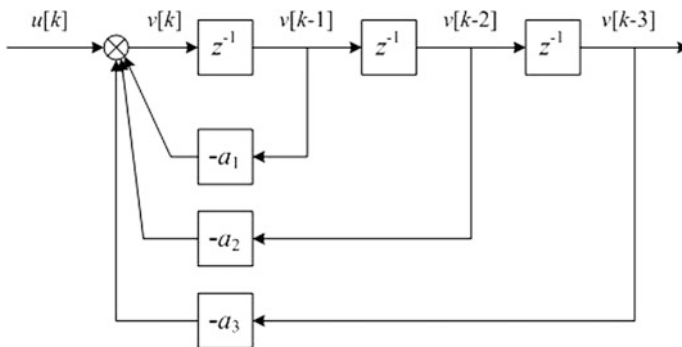 u[k] v[k] v[k-1] v[k-2] v[k-3]
z⁻¹ z⁻¹ z⁻¹
-a₁
-a₂
-a₃